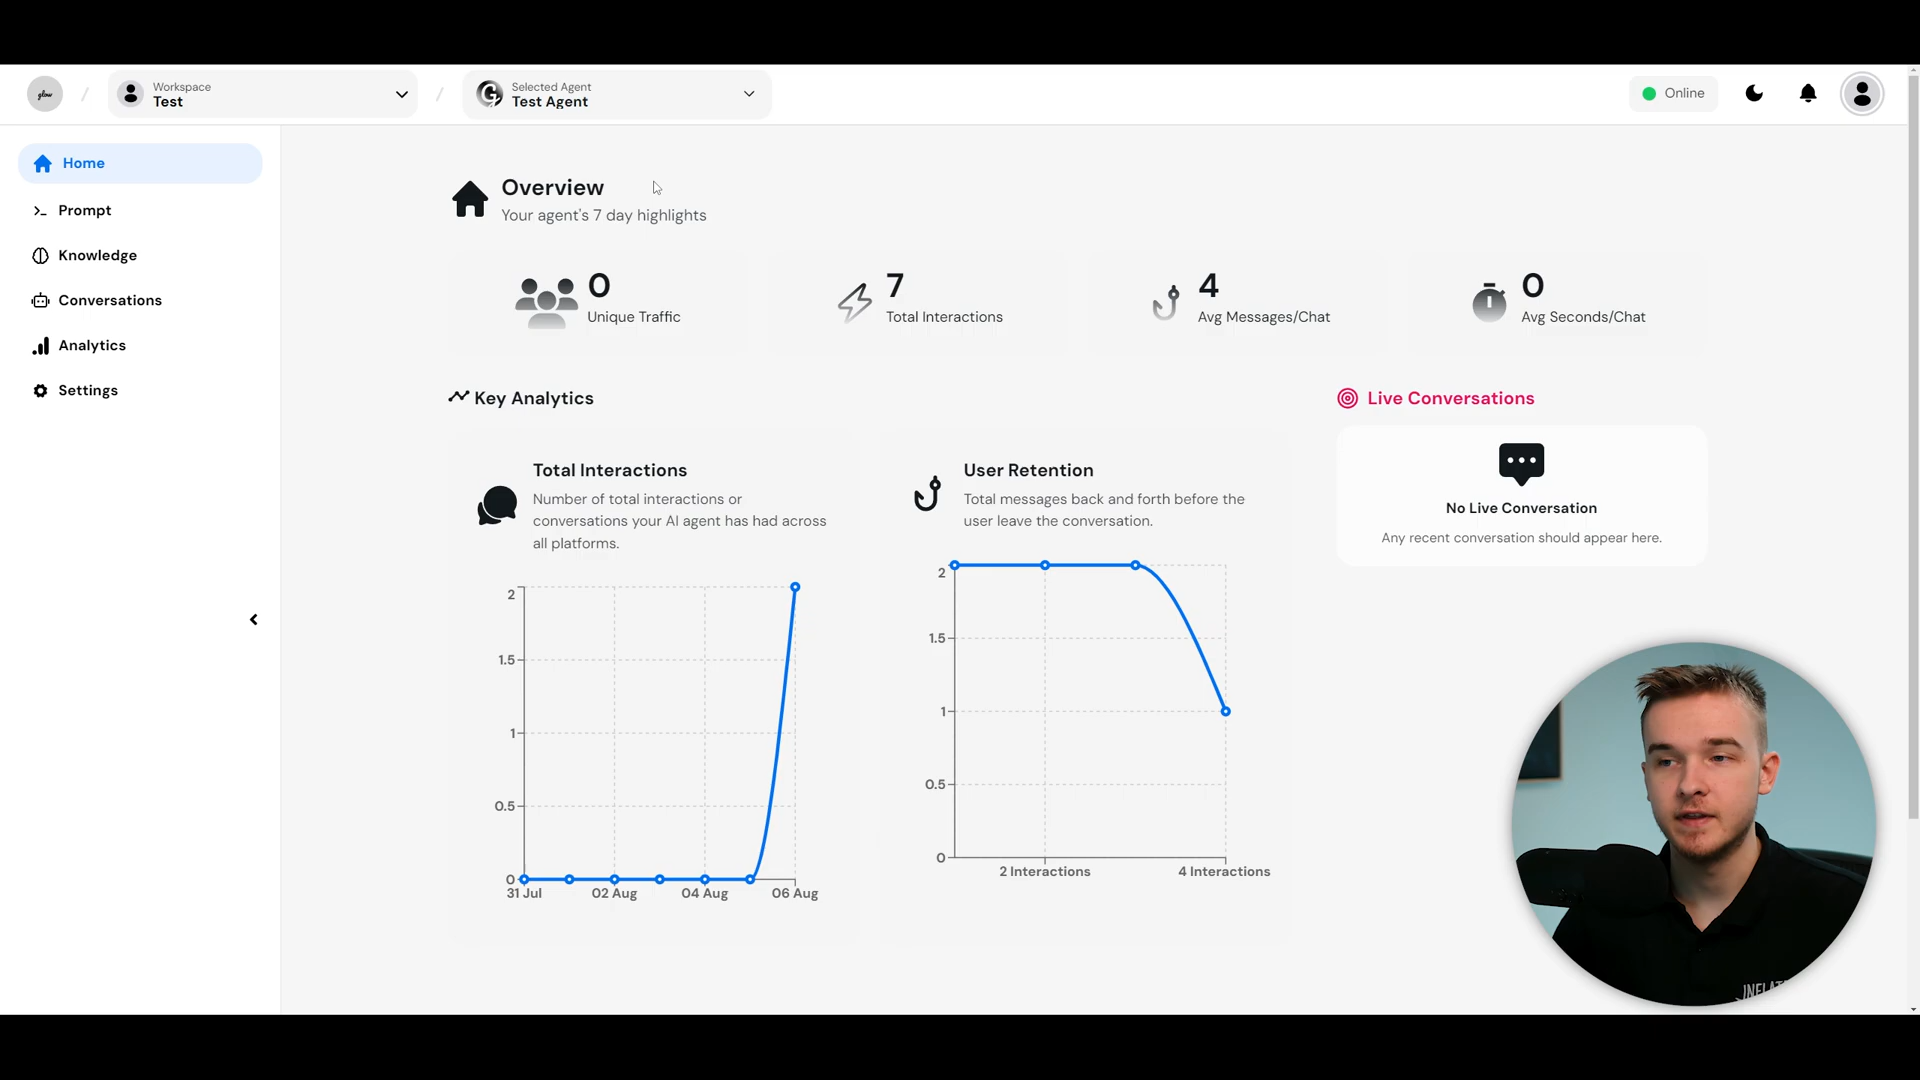 glow
Workspace
Test
Selected Agent
Test Agent
Online
Home
Prompt
Knowledge
Conversations
Analytics
Settings
Overview
Your agent's 7 day highlights
0
Unique Traffic
7
Total Interactions
4
Avg Messages/Chat
0
Avg Seconds/Chat
Key Analytics
Total Interactions
Number of total interactions or
conversations your AI agent has had across
all platforms.
2
1.5
1
0.5
0
31 Jul
02 Aug
04 Aug
06 Aug
User Retention
Total messages back and forth before the
user leave the conversation.
2
1.5
1
0.5
0
2 Interactions
4 Interactions
Live Conversations
No Live Conversation
Any recent conversation should appear here.